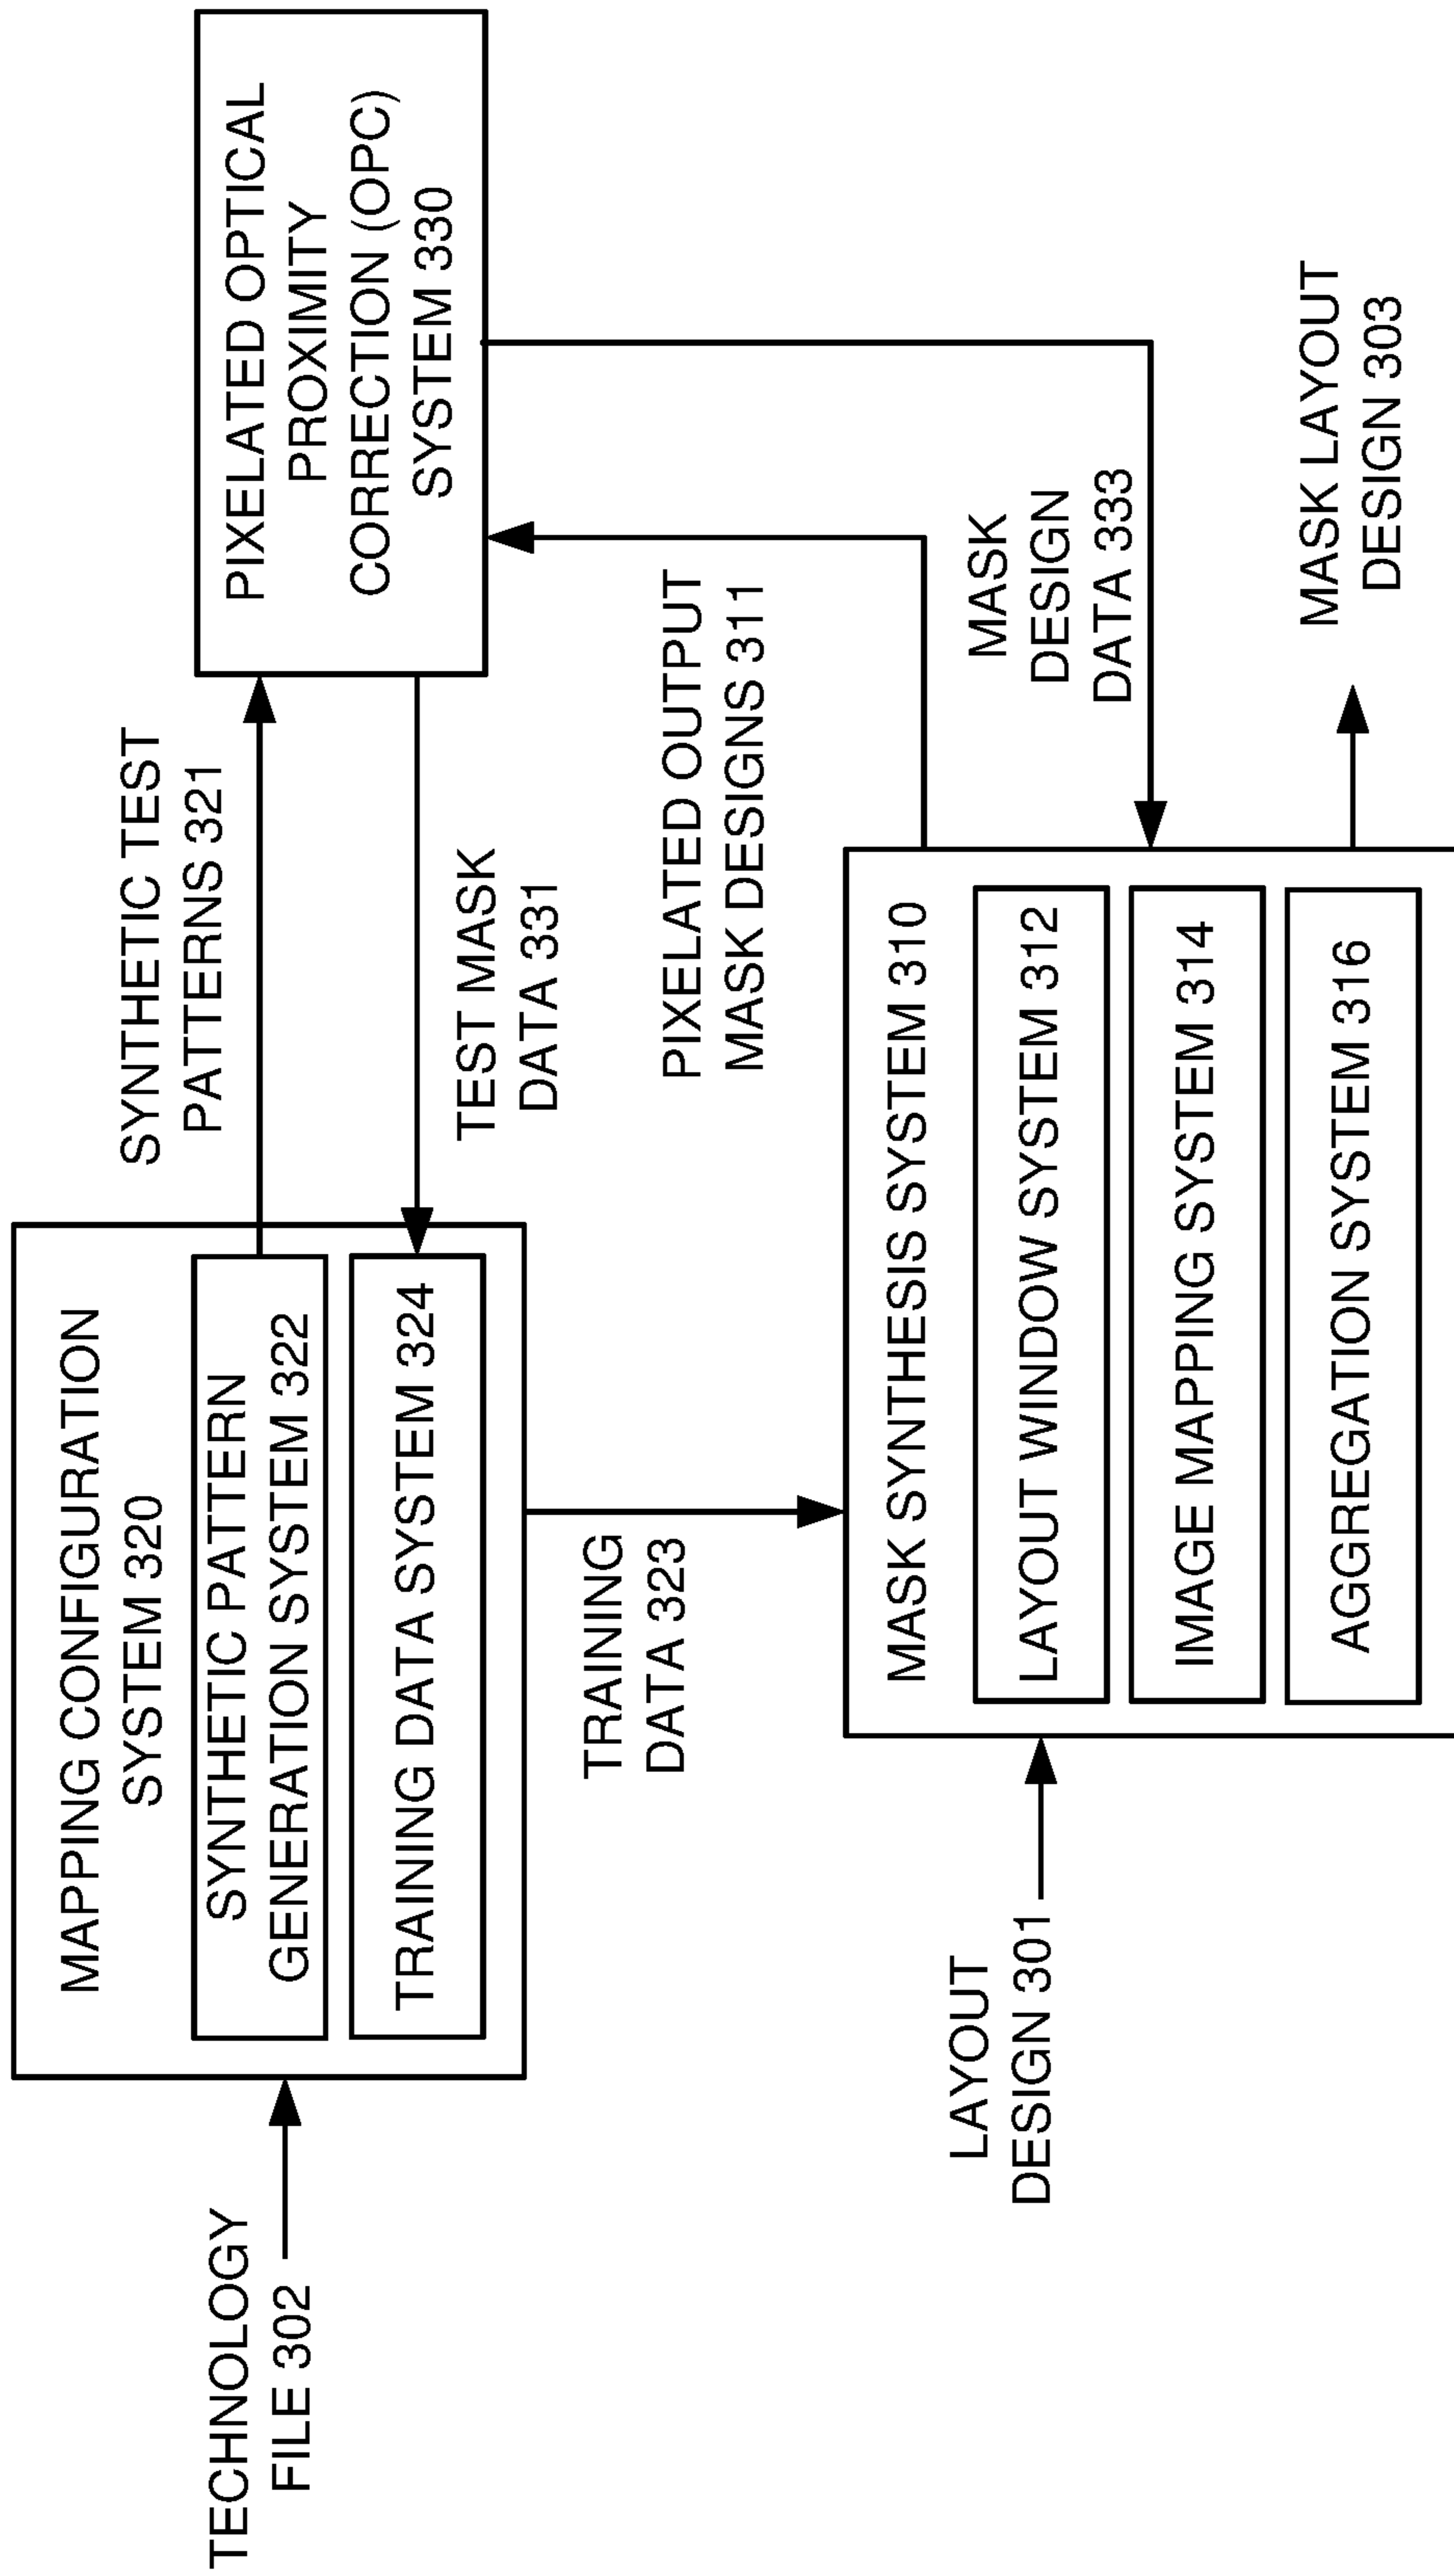 TECHNOLOGY
FILE 302
MAPPING CONFIGURATION
SYSTEM 320
SYNTHETIC PATTERN
GENERATION SYSTEM 322
TRAINING DATA SYSTEM 324
SYNTHETIC TEST
PATTERNS 321
TEST MASK
DATA 331
PIXELATED OPTICAL
PROXIMITY
CORRECTION (OPC)
SYSTEM 330
TRAINING
DATA 323
PIXELATED OUTPUT
MASK DESIGNS 311
MASK
DESIGN
DATA 333
LAYOUT
DESIGN 301
MASK SYNTHESIS SYSTEM 310
LAYOUT WINDOW SYSTEM 312
IMAGE MAPPING SYSTEM 314
AGGREGATION SYSTEM 316
MASK LAYOUT
DESIGN 303